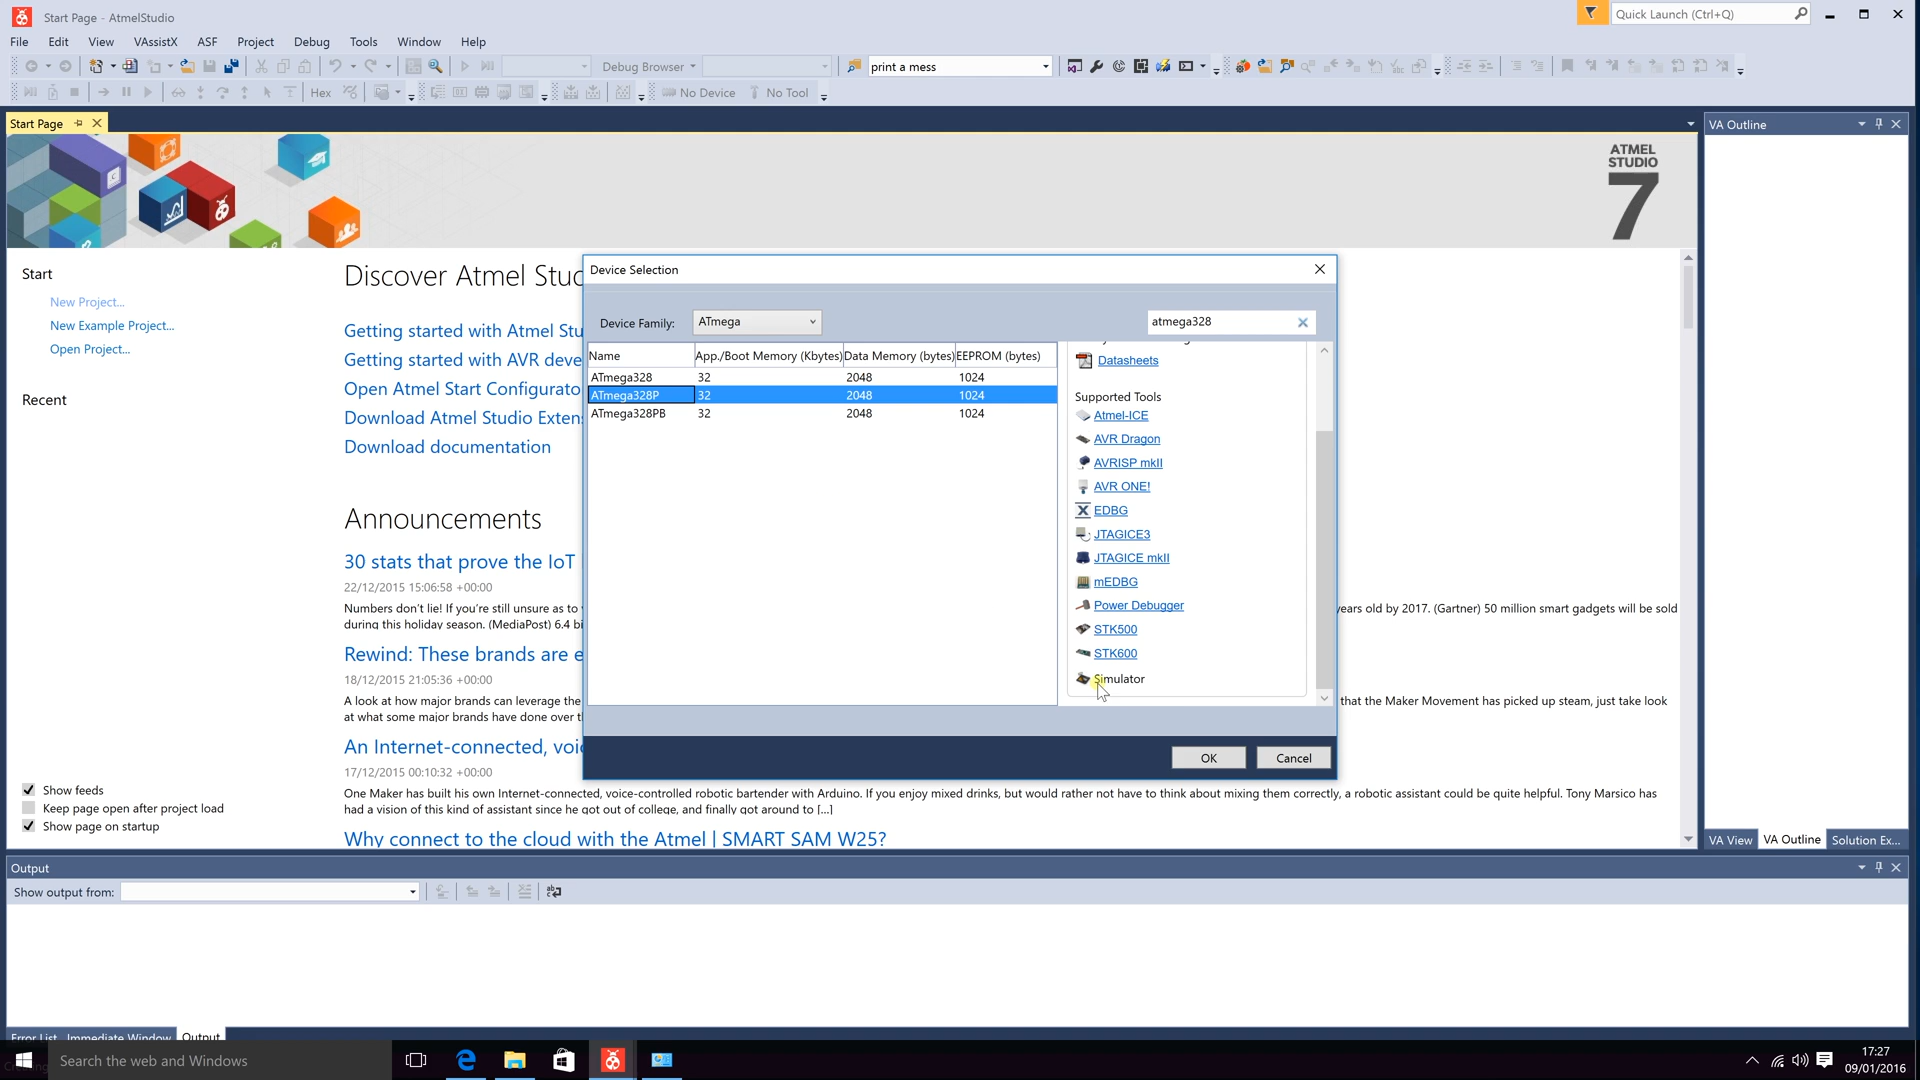 Start Page - AtmelStudio
Quick Launch (Ctrl+Q)
File Edit View VAssistX ASF Project Debug Tools Window Help
Debug Browser print a mess
Hex No Device No Tool
Start Page
VA Outline
ATMEL
STUDIO
7
Start
New Project...
New Example Project...
Open Project...
Recent
Discover Atmel Stud
Getting started with Atmel Stu
Getting started with AVR deve
Open Atmel Start Configurato
Download Atmel Studio Exten
Download documentation
Announcements
30 stats that prove the IoT
22/12/2015 15:06:58 +00:00
Numbers don't lie! If you're still unsure as to
years old by 2017. (Gartner) 50 million smart gadgets will be sold
during this holiday season. (MediaPost) 6.4 bi
Rewind: These brands are e
18/12/2015 21:05:36 +00:00
A look at how major brands can leverage the
that the Maker Movement has picked up steam, just take look
at what some major brands have done over t
An Internet-connected, voic
17/12/2015 00:10:32 +00:00
One Maker has built his own Internet-connected, voice-controlled robotic bartender with Arduino. If you enjoy mixed drinks, but would rather not have to think about mixing them correctly, a robotic assistant could be quite helpful. Tony Marsico has
had a vision of this kind of assistant since he got out of college, and finally got around to [...]
Why connect to the cloud with the Atmel | SMART SAM W25?
Show feeds
Keep page open after project load
Show page on startup
Device Selection
Device Family: ATmega atmega328
Name App./Boot Memory (Kbytes) Data Memory (bytes) EEPROM (bytes)
ATmega328 32 2048 1024
ATmega328P 32 2048 1024
ATmega328PB 32 2048 1024
Datasheets
Supported Tools
Atmel-ICE
AVR Dragon
AVRISP mkII
AVR ONE!
EDBG
JTAGICE3
JTAGICE mkII
mEDBG
Power Debugger
STK500
STK600
Simulator
OK Cancel
VA View VA Outline Solution Ex...
Output
Show output from:
Error List Immediate Window Output
Search the web and Windows
17:27
09/01/2016